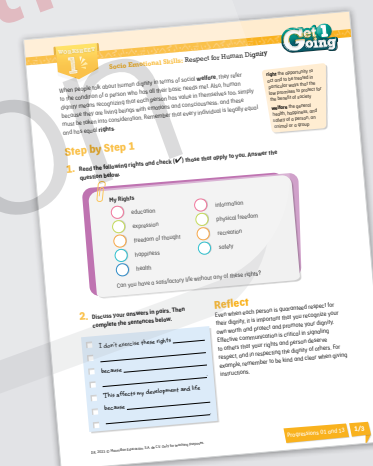 WORKSHEET
1
Socio Emotional Skills: Respect for Human Dignity
Get 1
Going
When people talk about human dignity in terms of social welfare, they refer
to the condition of a person who has all their basic needs met. Also, human
dignity means recognizing that each person has value in themselves too, simply
because they are living beings with emotions and consciousness, and these
must be taken into consideration. Remember that every individual is legally equal
and has equal rights.
right the opportunity to
act and to be treated in
particular ways that the
law promises to protect for
the benefit of society
welfare the general
health, happiness, and
safety of a person, an
animal or a group
Step by Step 1
1. Read the following rights and check (✔) those that apply to you. Answer the
question below.
My Rights
education
expression
freedom of thought
happiness
health
information
physical freedom
recreation
safety
Can you have a satisfactory life without any of these rights?
2. Discuss your answers in pairs. Then
complete the sentences below.
I don't exercise these rights
because
This affects my development and life
because
Reflect
Even when each person is guaranteed respect for
their dignity, it is important that you recognize your
own worth and protect and promote your dignity.
Effective communication is critical in signaling
to others that your rights and person deserve
respect, and in respecting the dignity of others. For
example, remember to be kind and clear when giving
instructions.
1/3